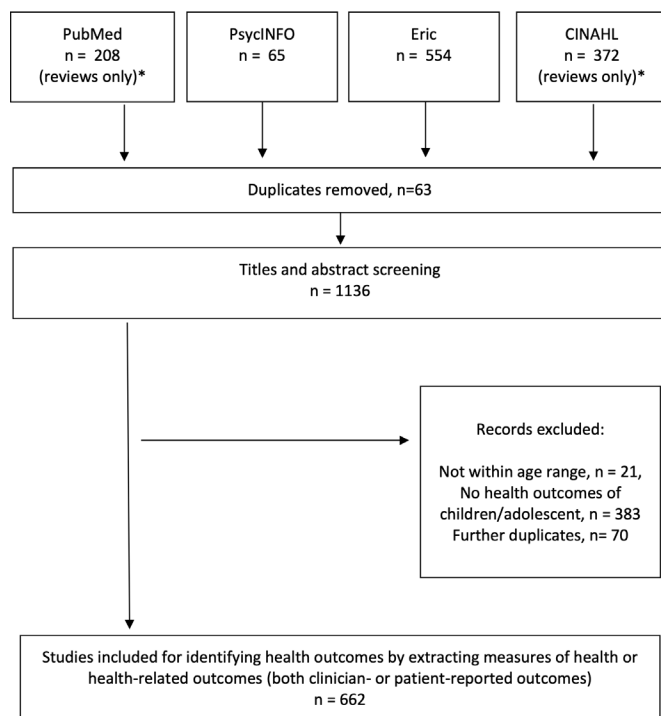 PubMed
n = 208
(reviews only)*
PsycINFO
n = 65
Eric
n = 554
CINAHL
n = 372
(reviews only)*
Duplicates removed, n=63
Titles and abstract screening
n = 1136
Records excluded:
Not within age range, n = 21,
No health outcomes of
children/adolescent, n = 383
Further duplicates, n= 70
Studies included for identifying health outcomes by extracting measures of health or
health-related outcomes (both clinician- or patient-reported outcomes)
n = 662